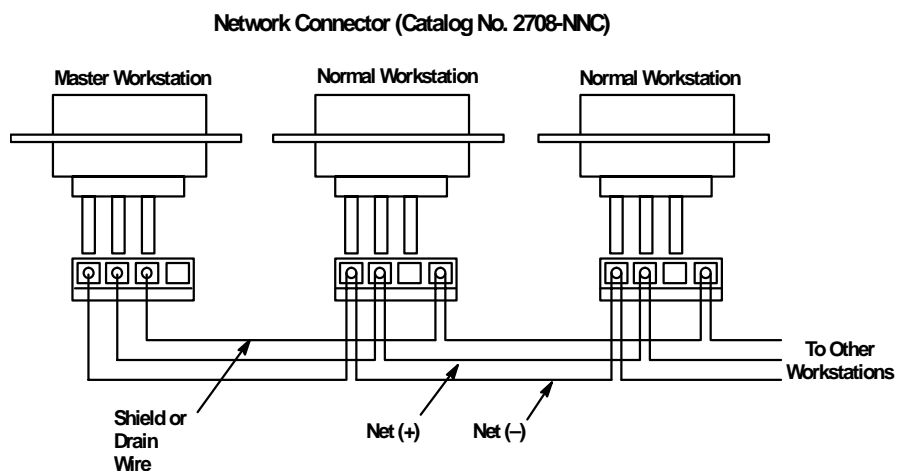 Network Connector (Catalog No. 2708-NNC)
Master Workstation
Normal Workstation
Normal Workstation
To Other
Workstations
Shield or
Drain
Wire
Net (+)
Net (–)